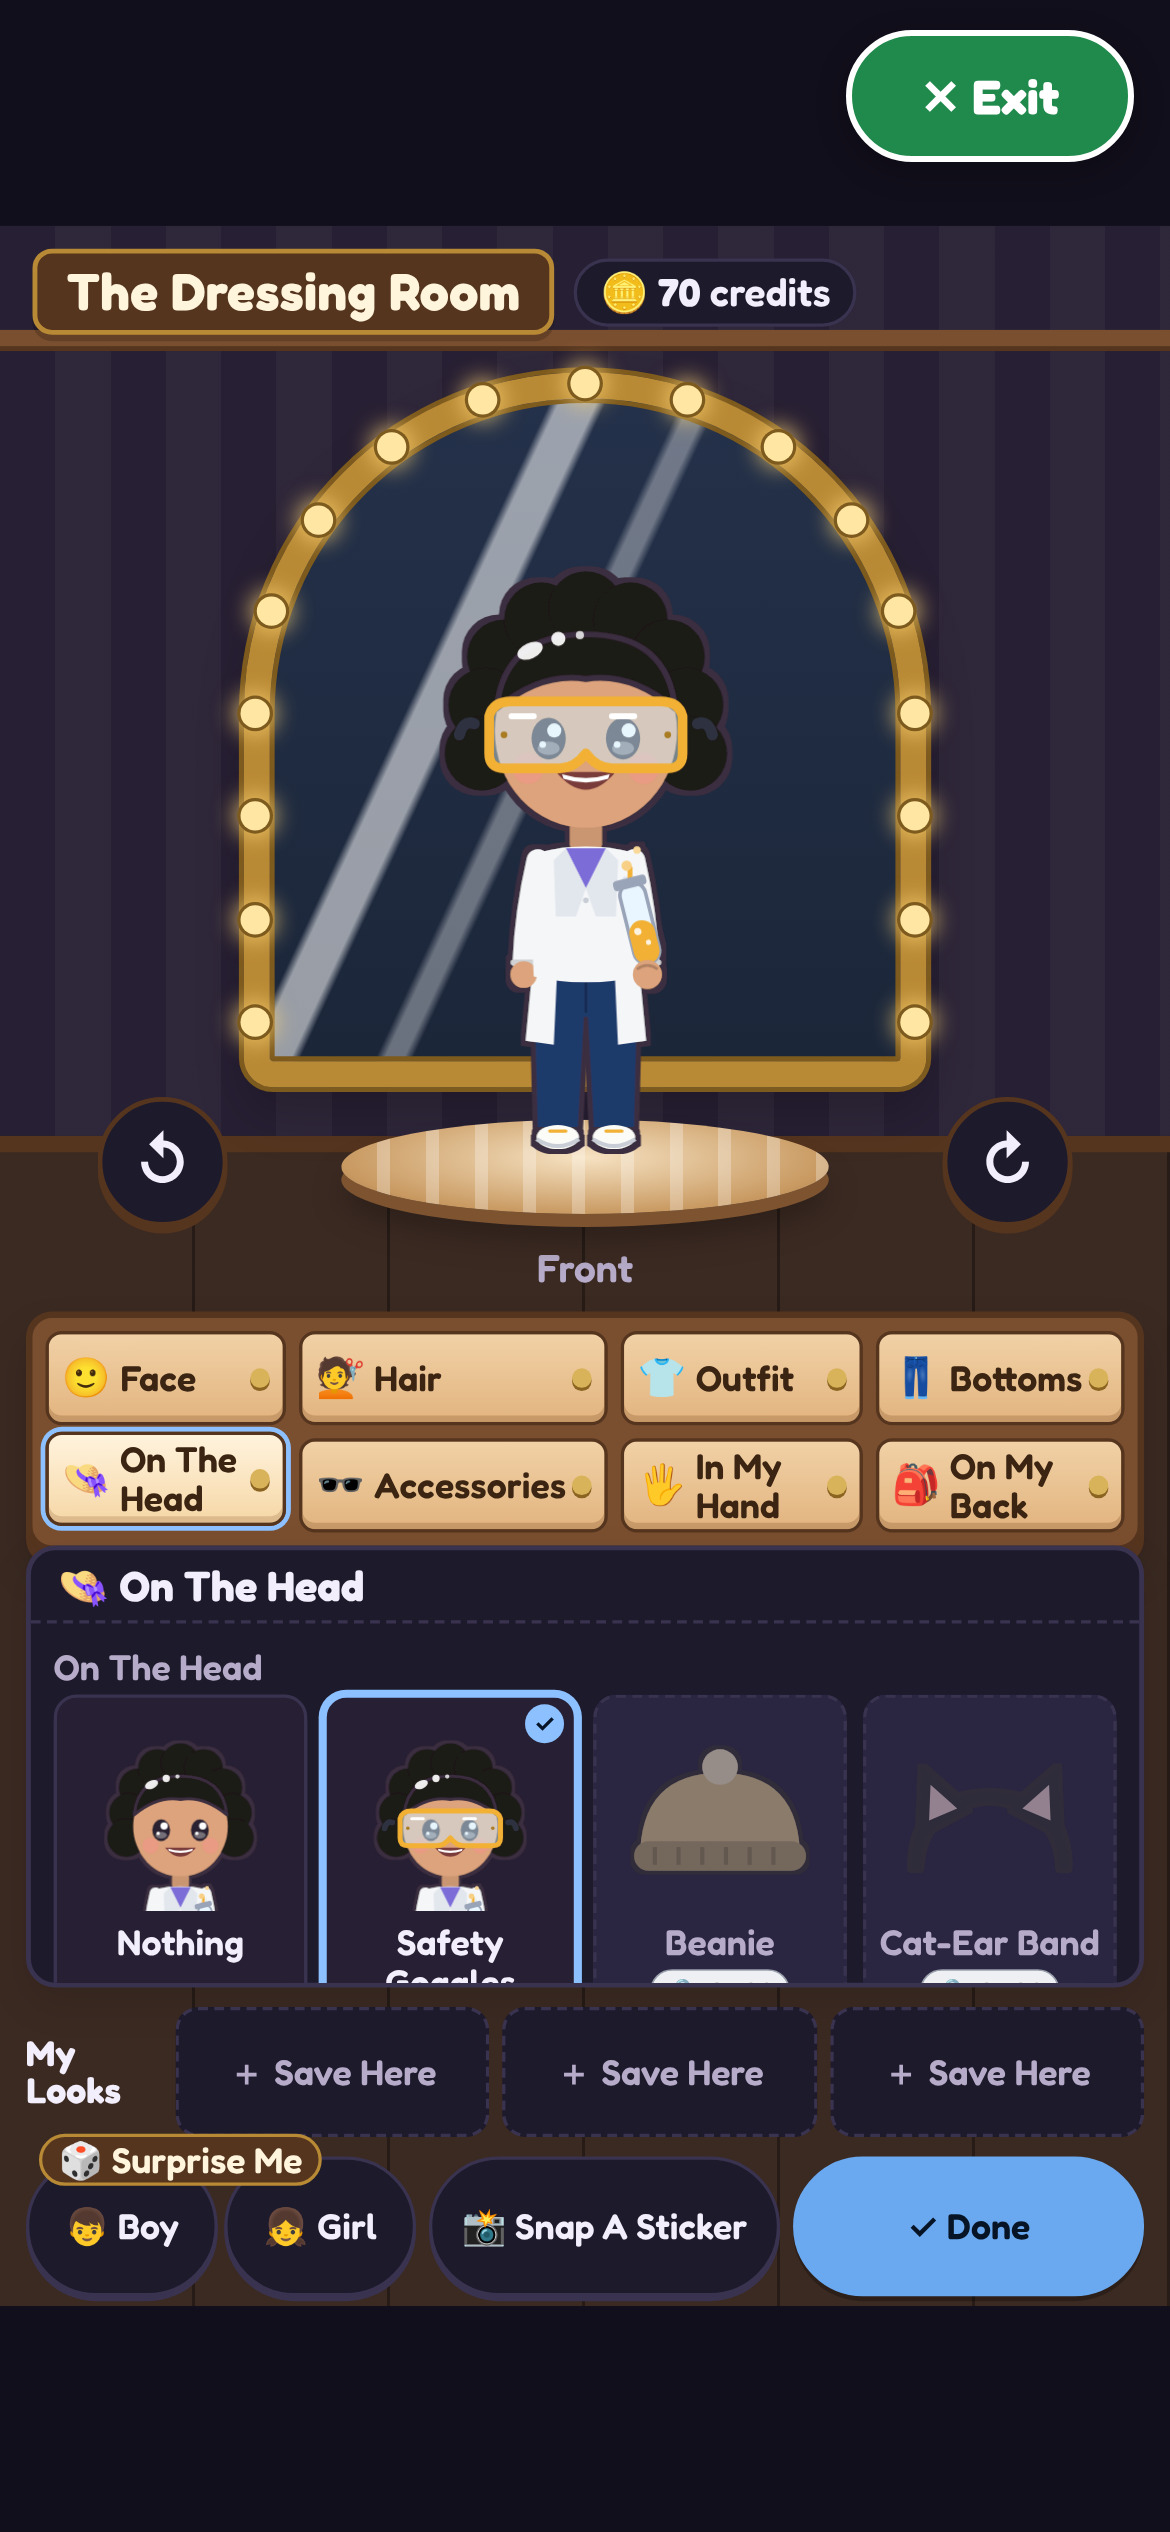 ✕ Exit
The Dressing Room
70 credits
Front
Face
Hair
Outfit
Bottoms
On The
Head
Accessories
In My
Hand
On My
Back
On The Head
On The Head
Nothing
Safety
Goggles
Beanie
Cat-Ear Band
My
Looks
+ Save Here
+ Save Here
+ Save Here
Surprise Me
Boy
Girl
Snap A Sticker
✓ Done